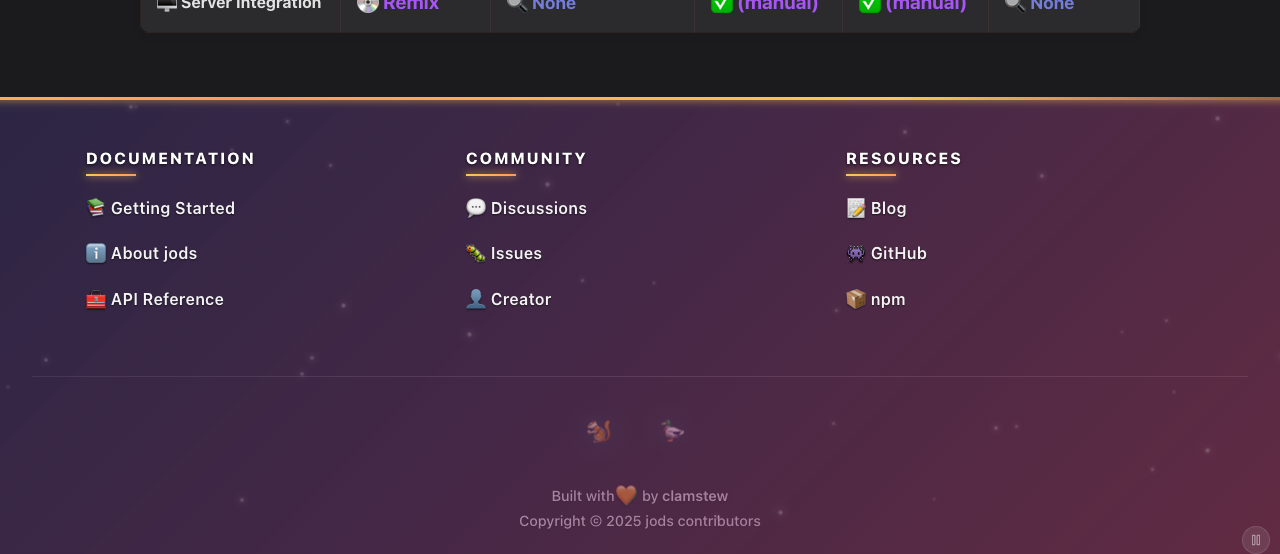 Server Integration Remix None (manual) (manual) None
DOCUMENTATION
Getting Started
About jods
API Reference
COMMUNITY
Discussions
Issues
Creator
RESOURCES
Blog
GitHub
npm
Built with by clamstew
Copyright © 2025 jods contributors